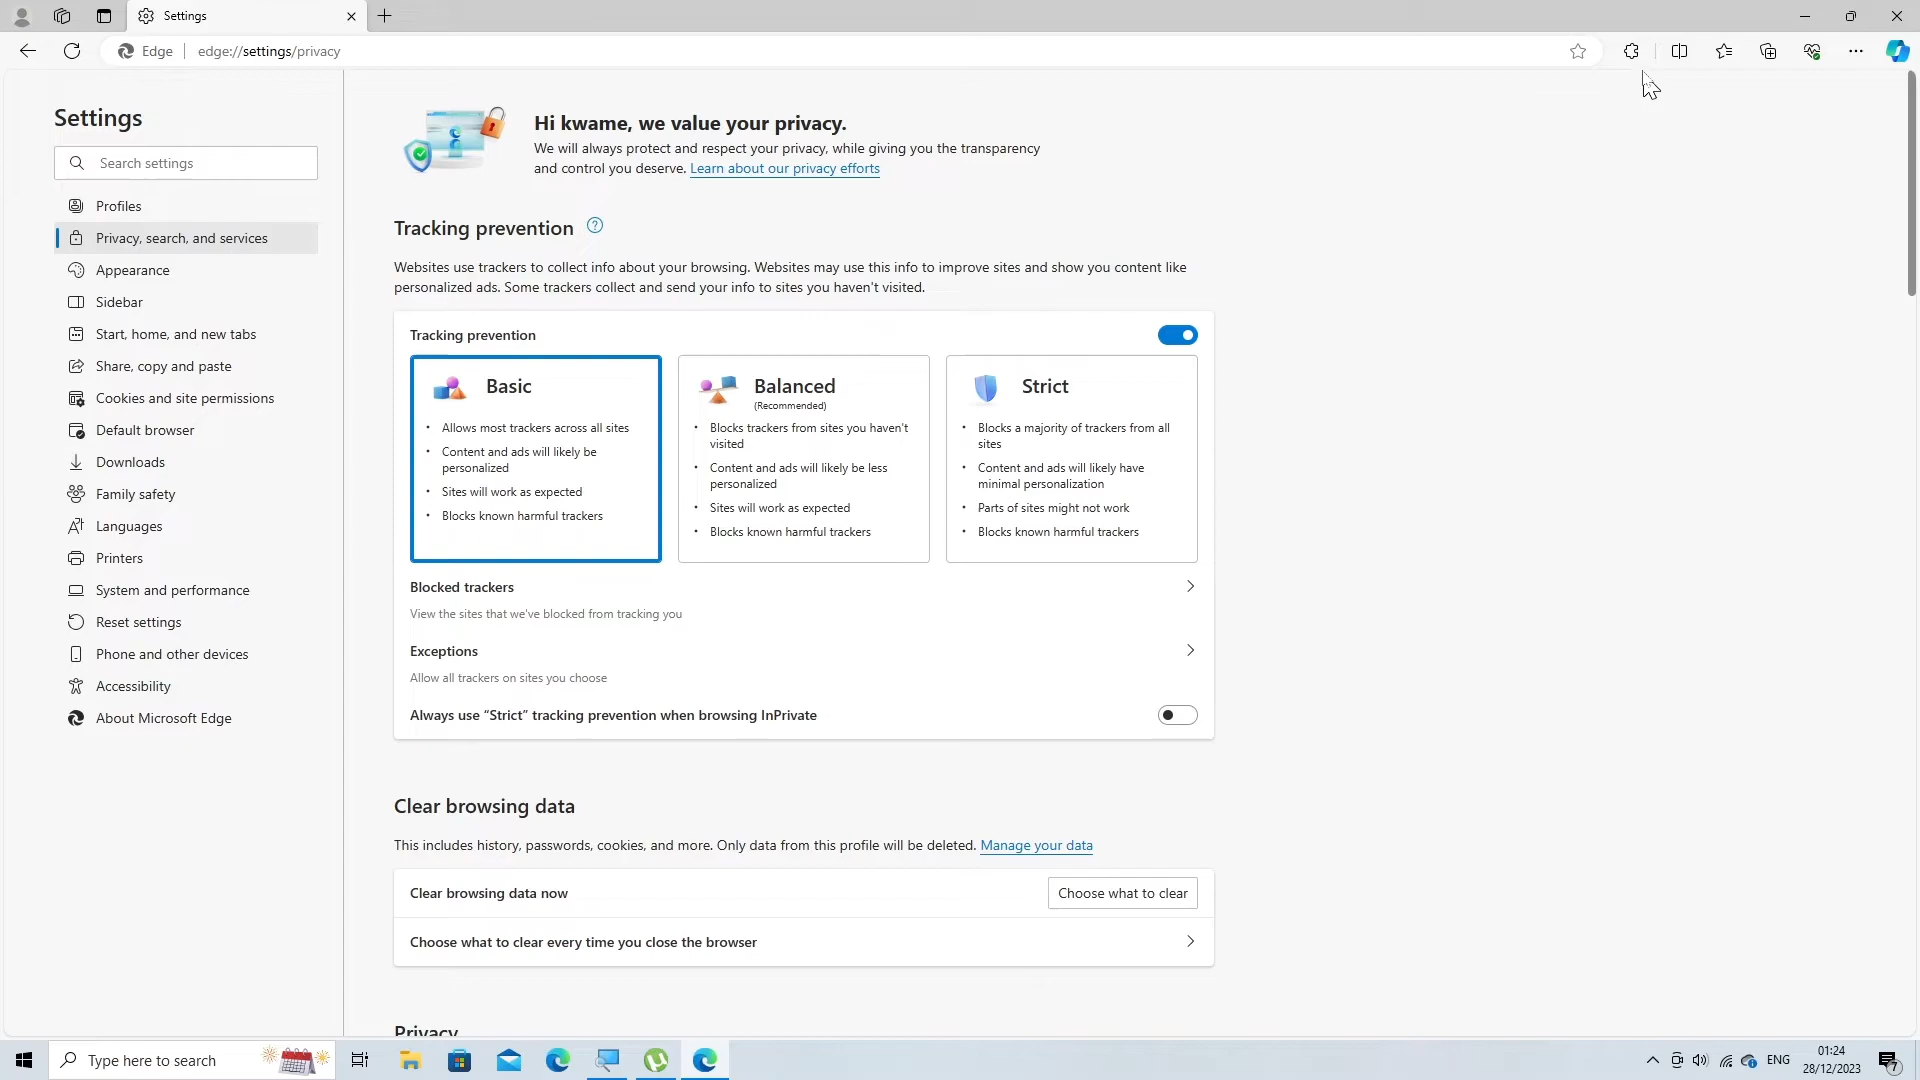 Settings
Edge
edge://settings/privacy
Settings
Search settings
Profiles
Privacy, search, and services
Appearance
Sidebar
Start, home, and new tabs
Share, copy and paste
Cookies and site permissions
Default browser
Downloads
Family safety
Languages
Printers
System and performance
Reset settings
Phone and other devices
Accessibility
About Microsoft Edge
Hi kwame, we value your privacy.
We will always protect and respect your privacy, while giving you the transparency
and control you deserve. Learn about our privacy efforts
Tracking prevention
Websites use trackers to collect info about your browsing. Websites may use this info to improve sites and show you content like
personalized ads. Some trackers collect and send your info to sites you haven't visited.
Tracking prevention
Basic
• Allows most trackers across all sites
• Content and ads will likely be
personalized
• Sites will work as expected
• Blocks known harmful trackers
Balanced
(Recommended)
• Blocks trackers from sites you haven't
visited
• Content and ads will likely be less
personalized
• Sites will work as expected
• Blocks known harmful trackers
Strict
• Blocks a majority of trackers from all
sites
• Content and ads will likely have
minimal personalization
• Parts of sites might not work
• Blocks known harmful trackers
Blocked trackers
View the sites that we've blocked from tracking you
Exceptions
Allow all trackers on sites you choose
Always use “Strict” tracking prevention when browsing InPrivate
Clear browsing data
This includes history, passwords, cookies, and more. Only data from this profile will be deleted. Manage your data
Clear browsing data now
Choose what to clear
Choose what to clear every time you close the browser
Privacy
Type here to search
ENG
01:24
28/12/2023
7